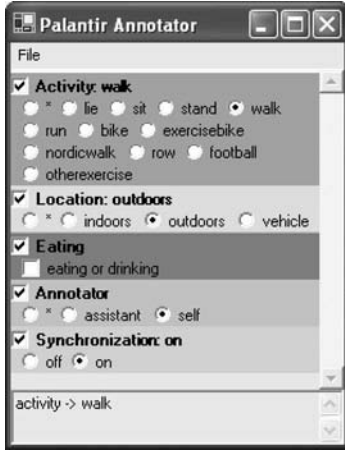 Palantir Annotator
File
Activity: walk
* lie sit stand walk
run bike exercisebike
nordicwalk row football
otherexercise
Location: outdoors
* indoors outdoors vehicle
Eating
eating or drinking
Annotator
* assistant self
Synchronization: on
off on
activity -> walk